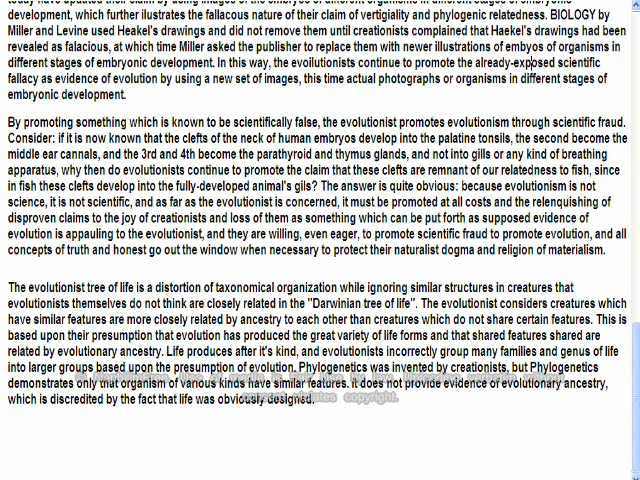 today have updated their claim by using images of the embryos of different organisms in different stages of embryonic
development, which further ilustrates the fallacous nature of their claim of vertigiality and phylogenic relatedness. BIOLOGY by
Miller and Levine used Heakel's drawings and did not remove them until creationists complained that Haekel's drawings had been
revealed as falacious, at which time Miller asked the publisher to replace them with newer illustrations of embyos of organisms in
different stages of embryonic development. In this way, the evoilutionists continue to promote the already-exposed scientific
fallacy as evidence of evolution by using a new set of images, this time actual photographs or organisms in different stages of
embryonic development.
By promoting something which is known to be scientifically false, the evolutionist promotes evolutionism through scientific fraud.
Consider: if it is now known that the clefts of the neck of human embryos develop into the palatine tonsils, the second become the
middle ear cannals, and the 3rd and 4th become the parathyroid and thymus glands, and not into gills or any kind of breathing
apparatus, why then do evolutionists continue to promote the claim that these clefts are remnant of our relatedness to fish, since
in fish these clefts develop into the fully-developed animal's gils? The answer is quite obvious: because evolutionism is not
science, it is not scientific, and as far as the evolutionist is concerned, it must be promoted at all costs and the relenquishing of
disproven claims to the joy of creationists and loss of them as something which can be put forth as supposed evidence of
evolution is appauling to the evolutionist, and they are willing, even eager, to promote scientific fraud to promote evolution, and all
concepts of truth and honest go out the window when necessary to protect their naturalist dogma and religion of materialism.
The evolutionist tree of life is a distortion of taxonomical organization while ignoring similar structures in creatures that
evolutionists themselves do not think are closely related in the "Darwinian tree of life". The evolutionist considers creatures which
have similar features are more closely related by ancestry to each other than creatures which do not share certain features. This is
based upon their presumption that evolution has produced the great variety of life forms and that shared features shared are
related by evolutionary ancestry. Life produces after it's kind, and evolutionists incorrectly group many families and genus of life
into larger groups based upon the presumption of evolution. Phylogenetics was invented by creationists, but Phylogenetics
demonstrates only that organism of various kinds have similar features. It does not provide evidence of evolutionary ancestry,
which is discredited by the fact that life was obviously designed.
copyright.